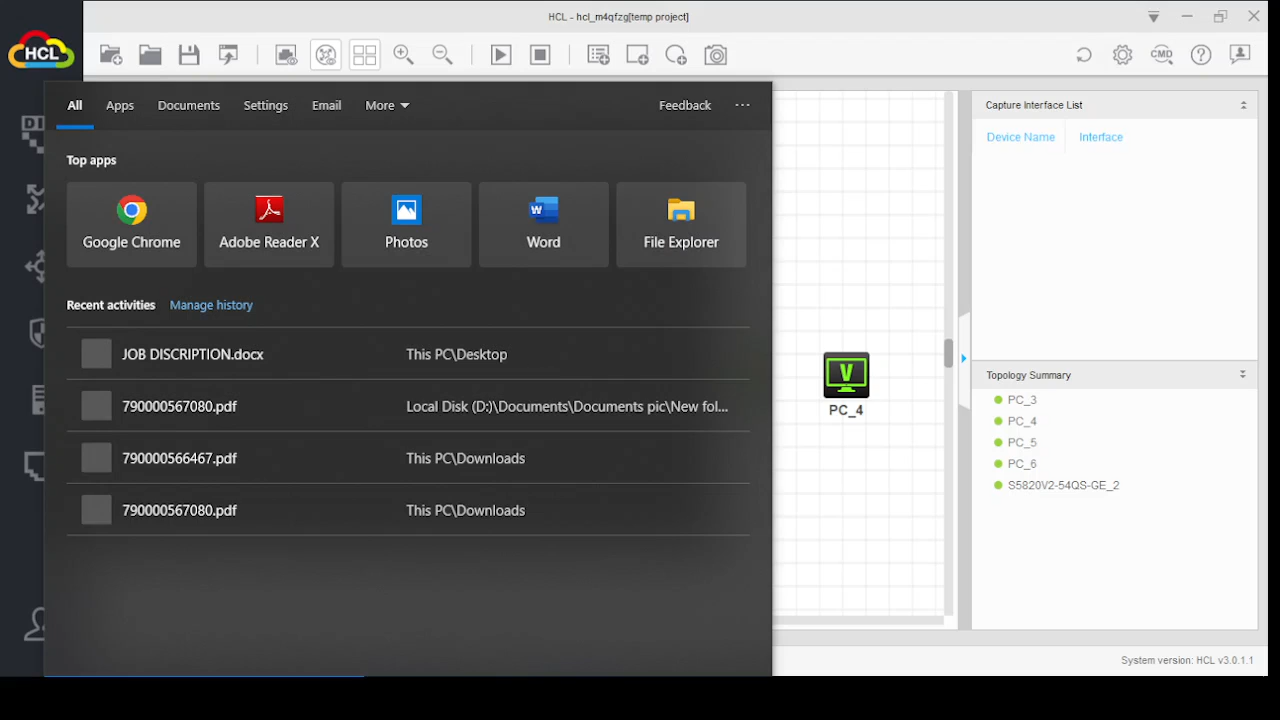 HCL - hcl_m4qfzg[temp project]
HCL
CMD
All Apps Documents Settings Email More Feedback ...
Top apps
Google Chrome Adobe Reader X Photos Word File Explorer
Recent activities Manage history
JOB DISCRIPTION.docx This PC\Desktop
790000567080.pdf Local Disk (D:)\Documents\Documents pic\New fol...
790000566467.pdf This PC\Downloads
790000567080.pdf This PC\Downloads
V
PC_4
Capture Interface List
Device Name Interface
Topology Summary
PC_3
PC_4
PC_5
PC_6
S5820V2-54QS-GE_2
System version: HCL v3.0.1.1